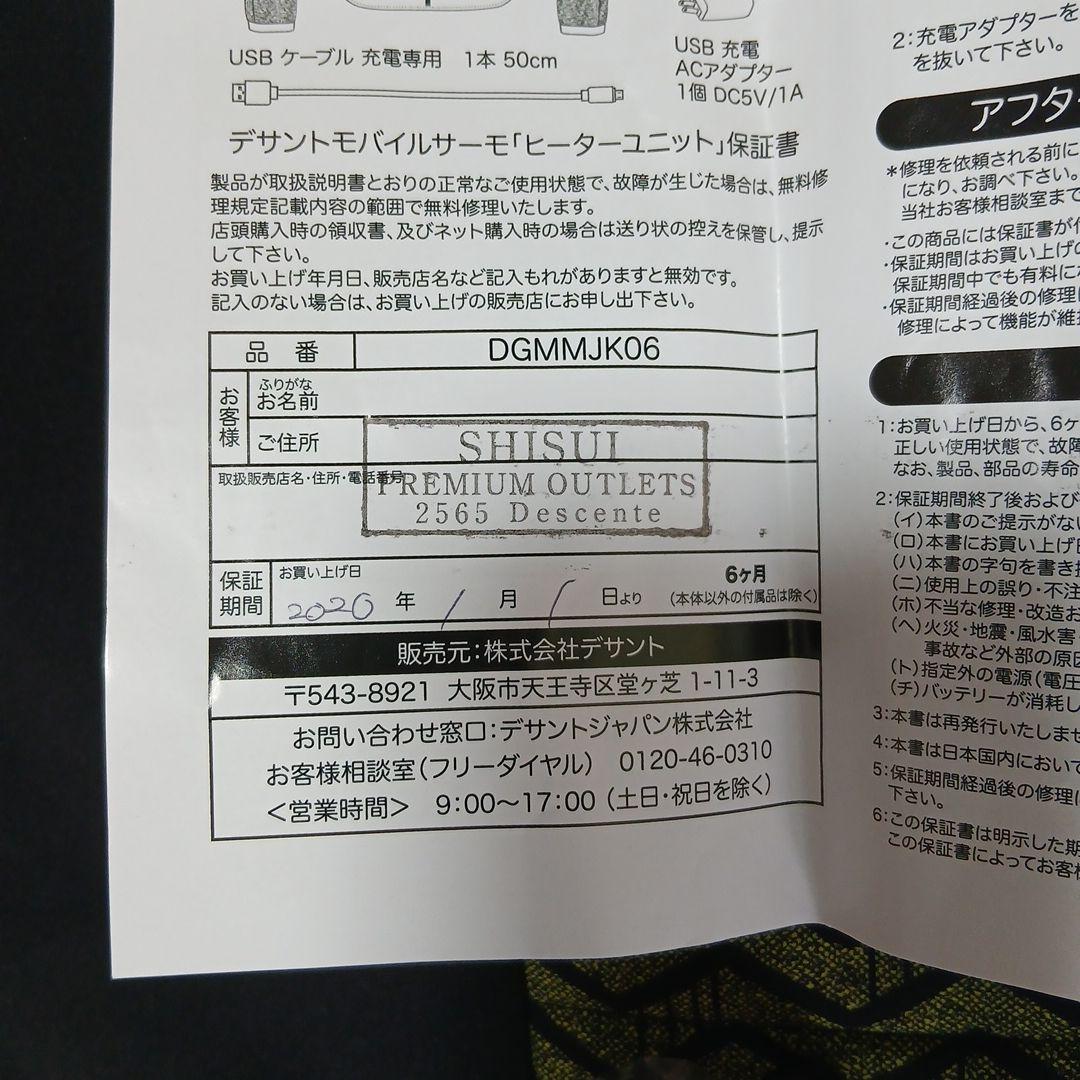 USB ケーブル 充電専用 1本 50cm
USB 充電
ACアダプター
1個 DC5V/1A
デサントモバイルサーモ「ヒーターユニット」保証書
製品が取扱説明書とおりの正常なご使用状態で、故障が生じた場合は、無料修
理規定記載内容の範囲で無料修理いたします。
店頭購入時の領収書、及びネット購入時の場合は送り状の控えを保管し、提示
して下さい。
お買い上げ年月日、販売店名など記入もれがありますと無効です。
記入のない場合は、お買い上げの販売店にお申し出下さい。
品番 DGMMJK06
お客様
ふりがな
お名前
ご住所
取扱販売店名・住所・電話番号
SHISUI
PREMIUM OUTLETS
2565 Descente
保証期間
お買い上げ日
2020 年 1 月 1 日より
6ヶ月
(本体以外の付属品は除く)
販売元:株式会社デサント
〒543-8921 大阪市天王寺区堂ヶ芝 1-11-3
お問い合わせ窓口:デサントジャパン株式会社
お客様相談室(フリーダイヤル) 0120-46-0310
<営業時間> 9:00~17:00 (土日・祝日を除く)
2:充電アダプターを
を抜いて下さい。
アフタ
*修理を依頼される前に
になり、お調べ下さい。
当社お客様相談室まで
・この商品には保証書が
・保証期間はお買い上げの
保証期間中でも有料に
・保証期間経過後の修理
修理によって機能が維
1:お買い上げ日から、6ケ
正しい使用状態で、故障
なお、製品、部品の寿命
2:保証期間終了後および
(イ)本書のご提示がな
(ロ)本書にお買い上げ
(ハ)本書の字句を書き
(ニ)使用上の誤り・不注
(ホ)不当な修理・改造お
(ヘ)火災・地震・風水害
事故など外部の原因
(ト)指定外の電源(電圧
(チ)バッテリーが消耗し
3:本書は再発行いたしませ
4:本書は日本国内において
5:保証期間経過後の修理
下さい。
6:この保証書は明示した期
この保証書によってお客様